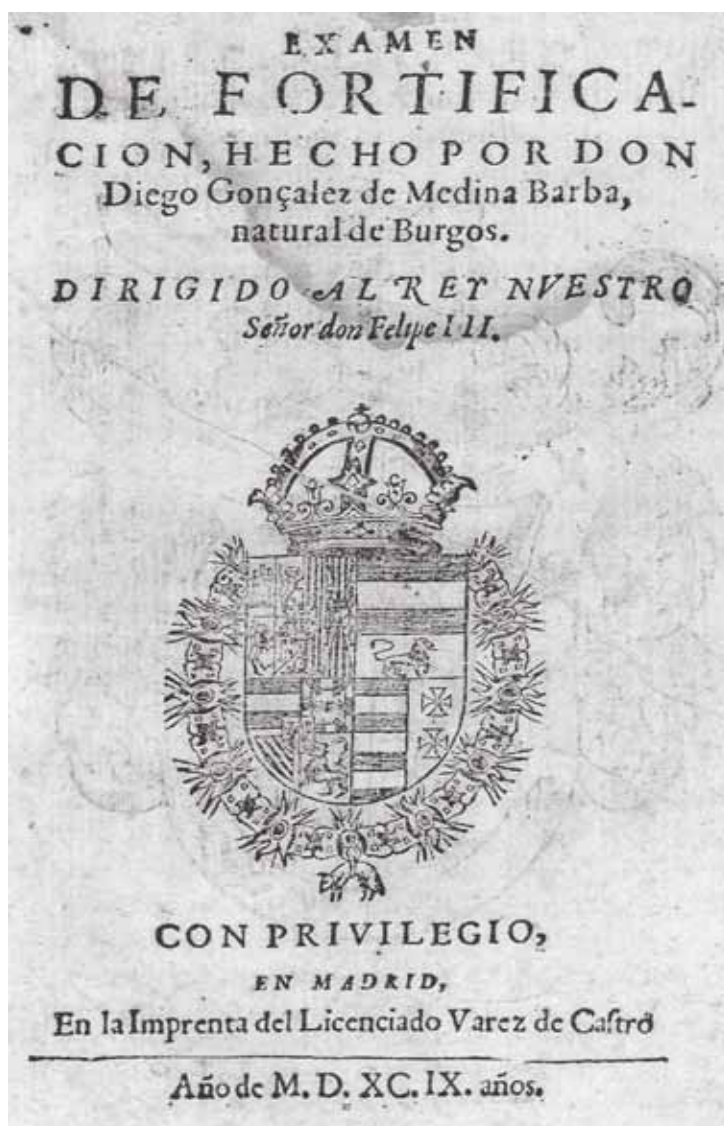 EXAMEN
DE FORTIFICA-
CION, HECHO POR DON
Diego Gonçalez de Medina Barba,
natural de Burgos.
DIRIGIDO AL REY NVESTRO
Señor don Felipe III.
CON PRIVILEGIO,
EN MADRID,
En la Imprenta del Licenciado Varez de Caſtro
Año de M. D. XC. IX. años.